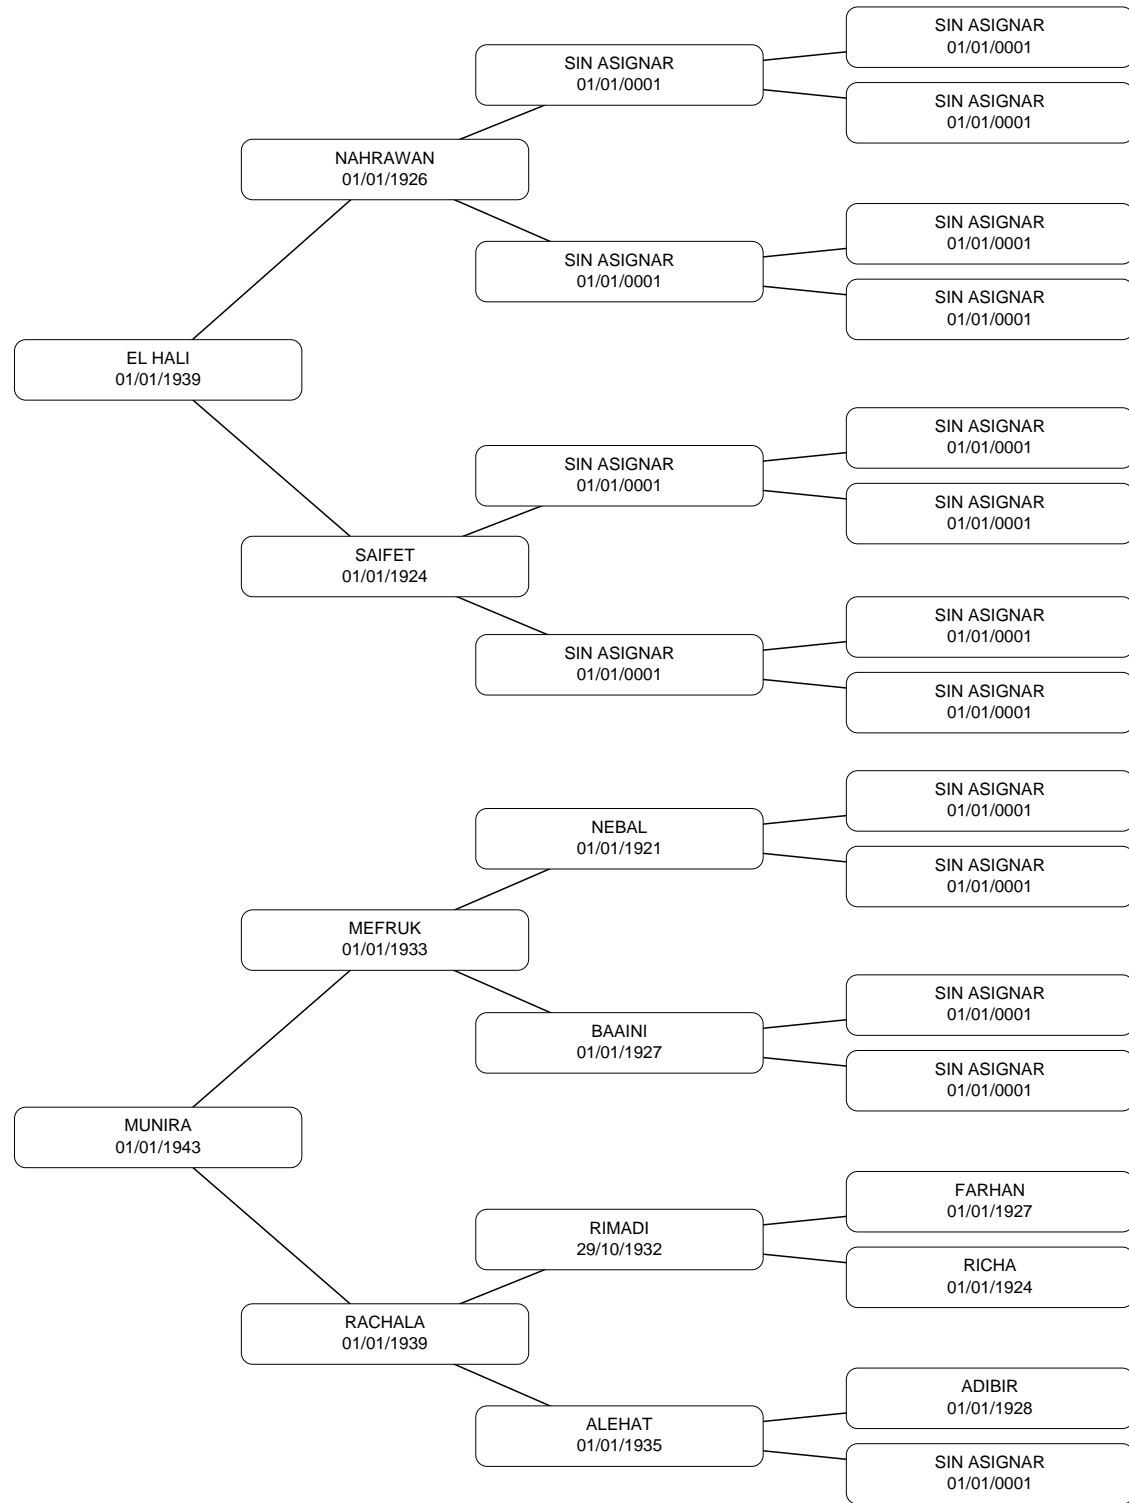 SIN ASIGNAR
01/01/0001
SIN ASIGNAR
01/01/0001
SIN ASIGNAR
01/01/0001
NAHRAWAN
01/01/1926
SIN ASIGNAR
01/01/0001
SIN ASIGNAR
01/01/0001
SIN ASIGNAR
01/01/0001
EL HALI
01/01/1939
SIN ASIGNAR
01/01/0001
SIN ASIGNAR
01/01/0001
SIN ASIGNAR
01/01/0001
SAIFET
01/01/1924
SIN ASIGNAR
01/01/0001
SIN ASIGNAR
01/01/0001
SIN ASIGNAR
01/01/0001
SIN ASIGNAR
01/01/0001
NEBAL
01/01/1921
SIN ASIGNAR
01/01/0001
MEFRUK
01/01/1933
SIN ASIGNAR
01/01/0001
BAAINI
01/01/1927
SIN ASIGNAR
01/01/0001
MUNIRA
01/01/1943
FARHAN
01/01/1927
RIMADI
29/10/1932
RICHA
01/01/1924
RACHALA
01/01/1939
ADIBIR
01/01/1928
ALEHAT
01/01/1935
SIN ASIGNAR
01/01/0001